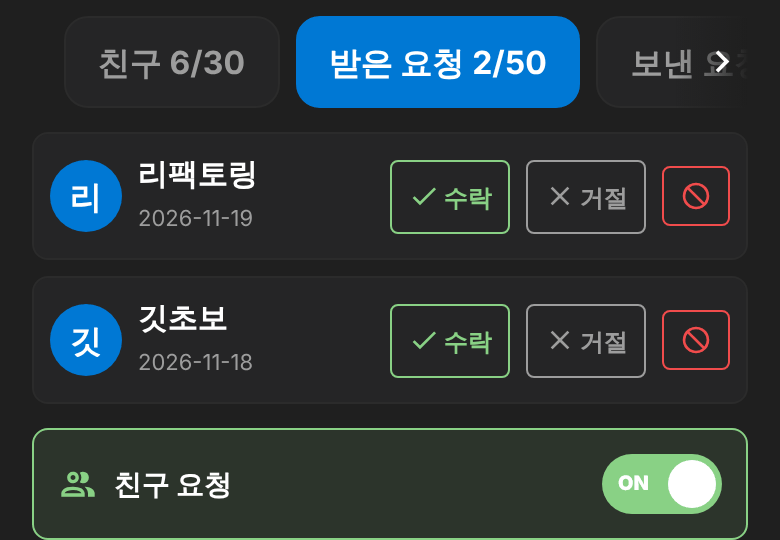 친구 6/30
받은 요청 2/50
보낸
리
리팩토링
2026-11-19
수락
거절
깃
깃초보
2026-11-18
수락
거절
친구 요청
ON